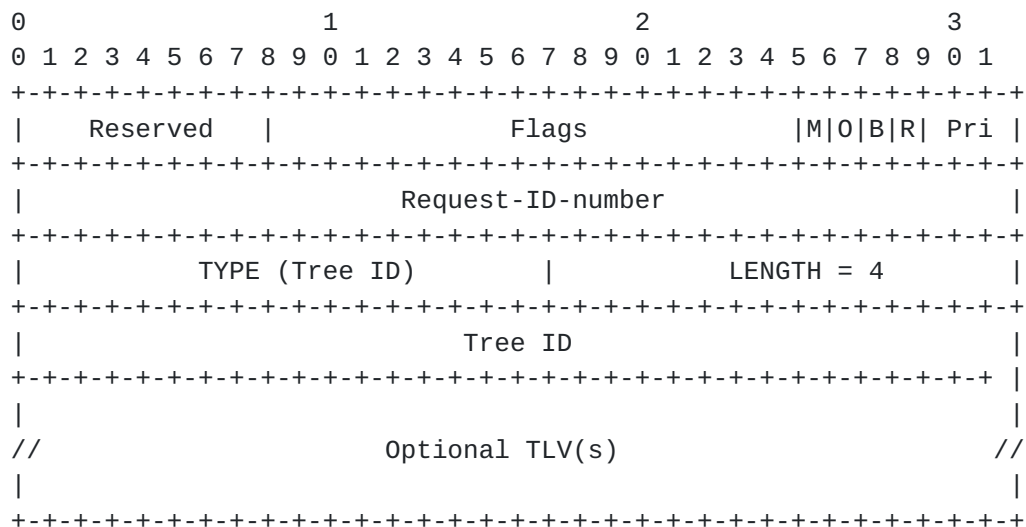 0                   1                   2                   3
0 1 2 3 4 5 6 7 8 9 0 1 2 3 4 5 6 7 8 9 0 1 2 3 4 5 6 7 8 9 0 1
+-+-+-+-+-+-+-+-+-+-+-+-+-+-+-+-+-+-+-+-+-+-+-+-+-+-+-+-+-+-+-+-+
|    Reserved   |               Flags             |M|O|B|R| Pri |
+-+-+-+-+-+-+-+-+-+-+-+-+-+-+-+-+-+-+-+-+-+-+-+-+-+-+-+-+-+-+-+-+
|                        Request-ID-number                      |
+-+-+-+-+-+-+-+-+-+-+-+-+-+-+-+-+-+-+-+-+-+-+-+-+-+-+-+-+-+-+-+-+
|           TYPE (Tree ID)        |           LENGTH = 4        |
+-+-+-+-+-+-+-+-+-+-+-+-+-+-+-+-+-+-+-+-+-+-+-+-+-+-+-+-+-+-+-+-+
|                            Tree ID                            |
+-+-+-+-+-+-+-+-+-+-+-+-+-+-+-+-+-+-+-+-+-+-+-+-+-+-+-+-+-+-+-+ |
|                                                               |
//                      Optional TLV(s)                        //
|                                                               |
+-+-+-+-+-+-+-+-+-+-+-+-+-+-+-+-+-+-+-+-+-+-+-+-+-+-+-+-+-+-+-+-+